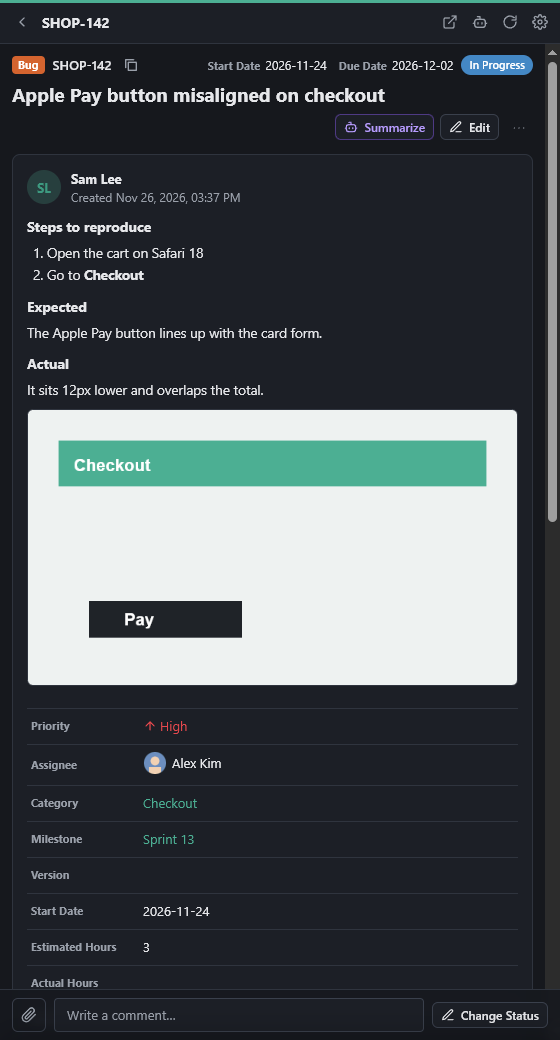 SHOP-142
Bug SHOP-142 Start Date 2026-11-24 Due Date 2026-12-02 In Progress
Apple Pay button misaligned on checkout
Summarize Edit ...
SL Sam Lee
Created Nov 26, 2026, 03:37 PM
Steps to reproduce
1. Open the cart on Safari 18
2. Go to Checkout
Expected
The Apple Pay button lines up with the card form.
Actual
It sits 12px lower and overlaps the total.
Checkout
Pay
Priority High
Assignee Alex Kim
Category Checkout
Milestone Sprint 13
Version
Start Date 2026-11-24
Estimated Hours 3
Actual Hours
Write a comment... Change Status